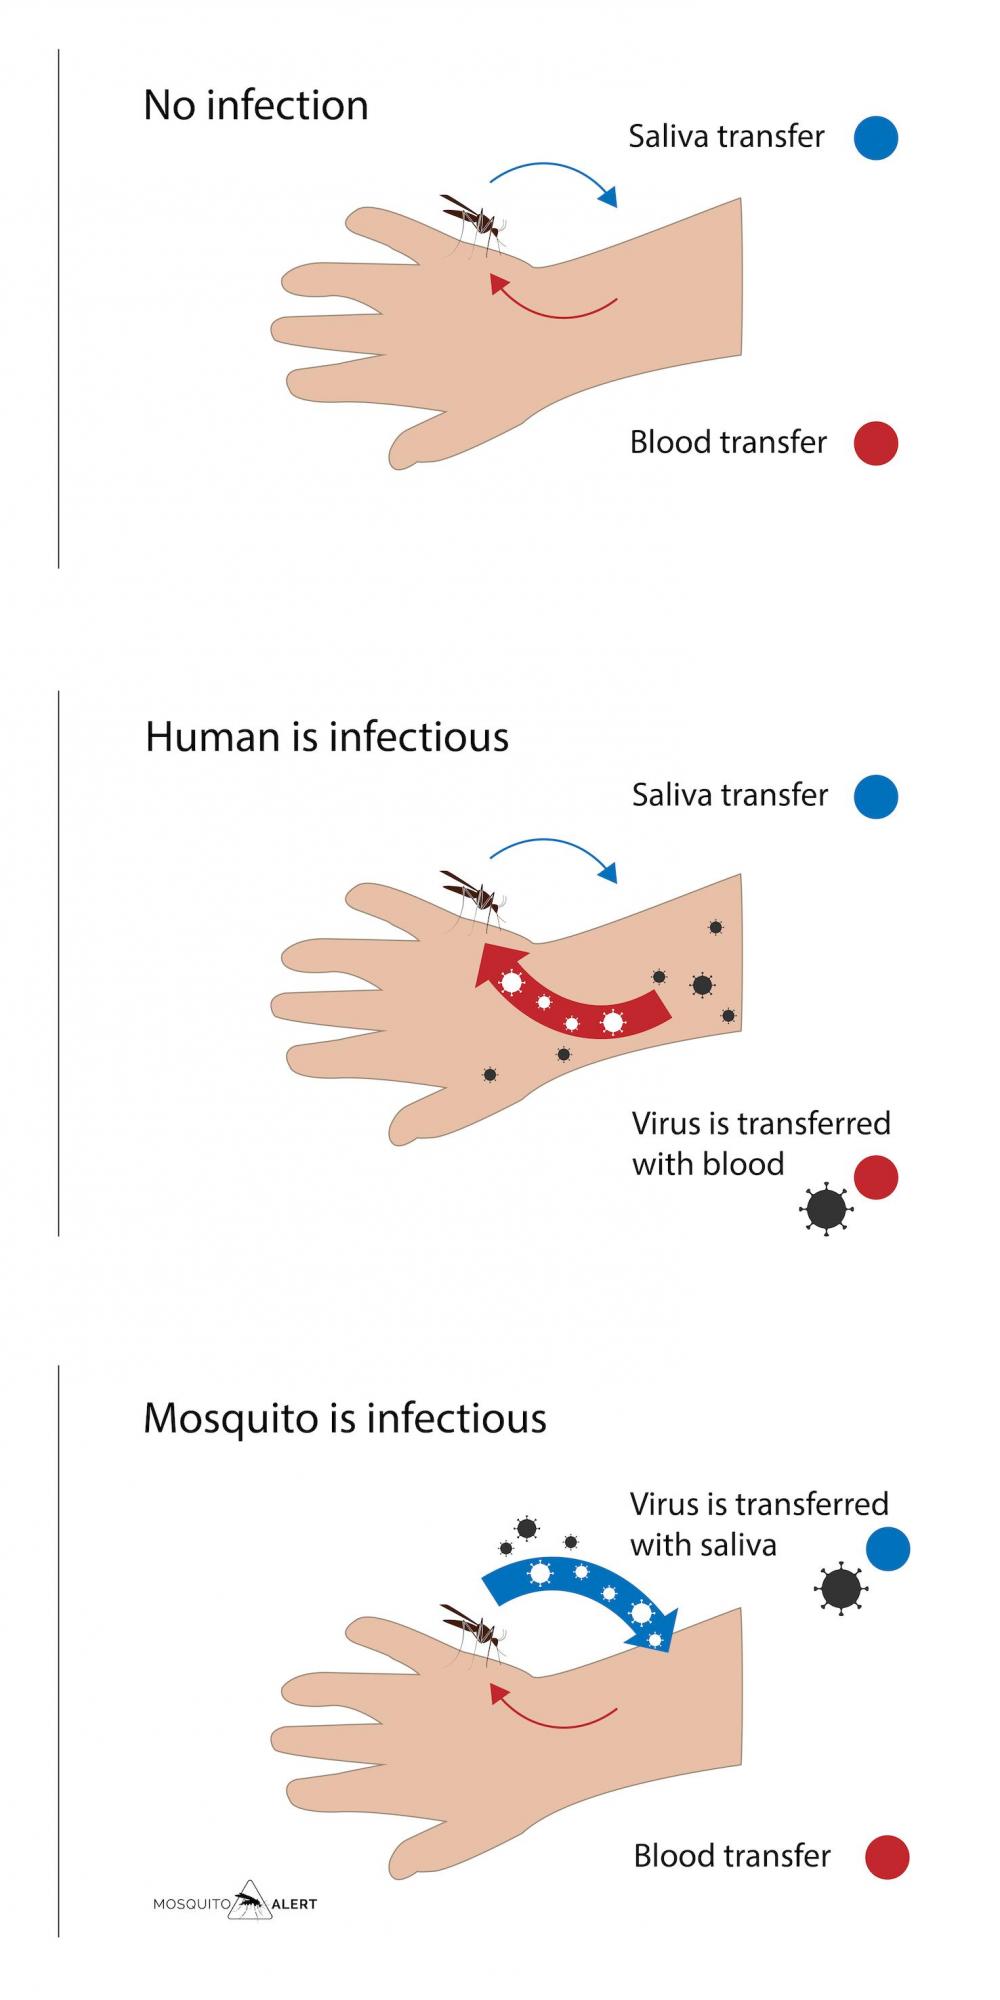 No infection
Saliva transfer
Blood transfer
Human is infectious
Saliva transfer
Virus is transferred
with blood
Mosquito is infectious
Virus is transferred
with saliva
Blood transfer
MOSQUITO ALERT